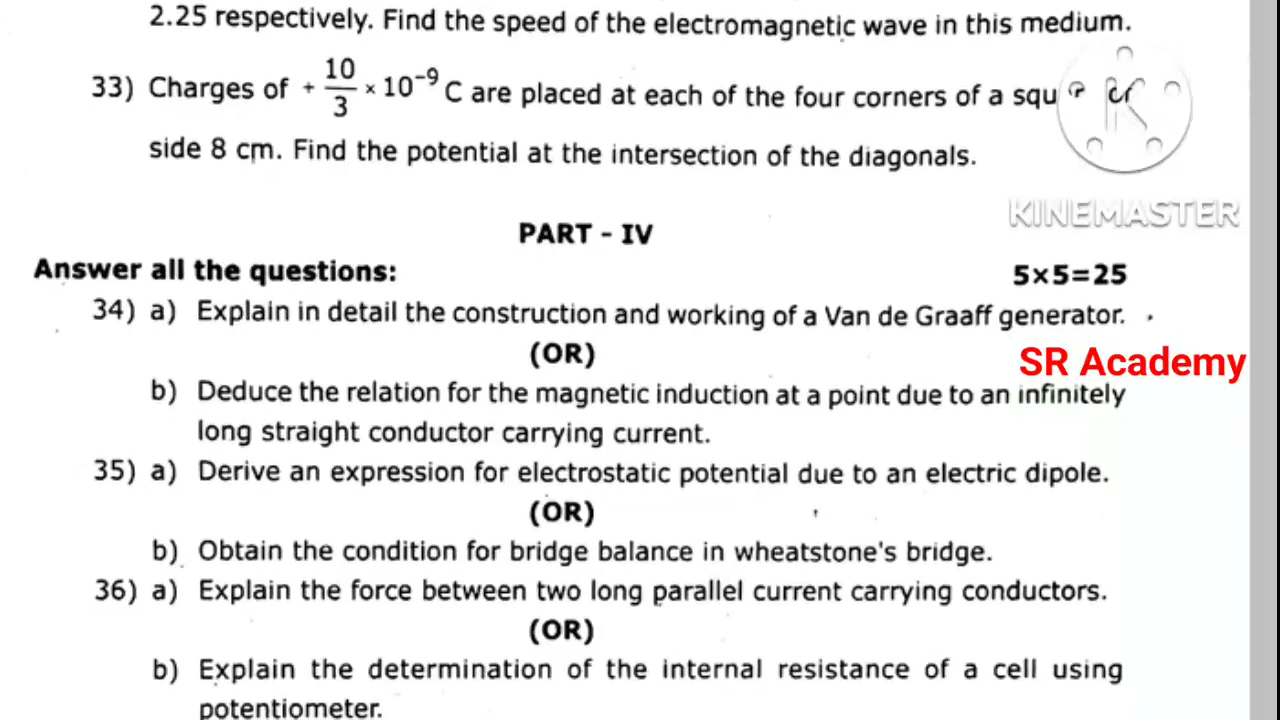 2.25 respectively. Find the speed of the electromagnetic wave in this medium.
33) Charges of + 10/3 × 10⁻⁹ C are placed at each of the four corners of a
side 8 cm. Find the potential at the intersection of the diagonals.
KINEMASTER
PART - IV
Answer all the questions: 5×5=25
34) a) Explain in detail the construction and working of a Van de Graaff generator.
(OR)
SR Academy
b) Deduce the relation for the magnetic induction at a point due to an infinitely
long straight conductor carrying current.
35) a) Derive an expression for electrostatic potential due to an electric dipole.
(OR)
b) Obtain the condition for bridge balance in wheatstone's bridge.
36) a) Explain the force between two long parallel current carrying conductors.
(OR)
b) Explain the determination of the internal resistance of a cell using
potentiometer.